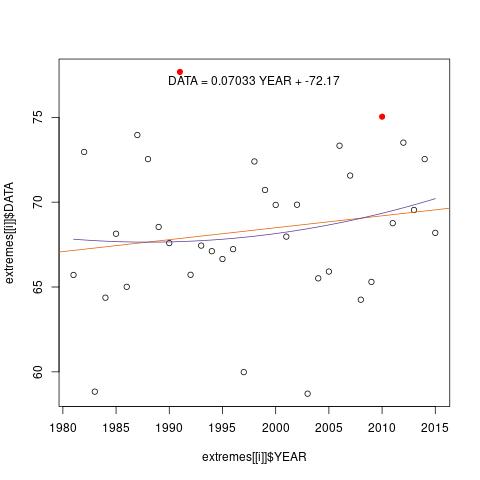 DATA = 0.07033 YEAR + -72.17
75
70
65
60
extremes[[i]]$DATA
1980 1985 1990 1995 2000 2005 2010 2015
extremes[[i]]$YEAR